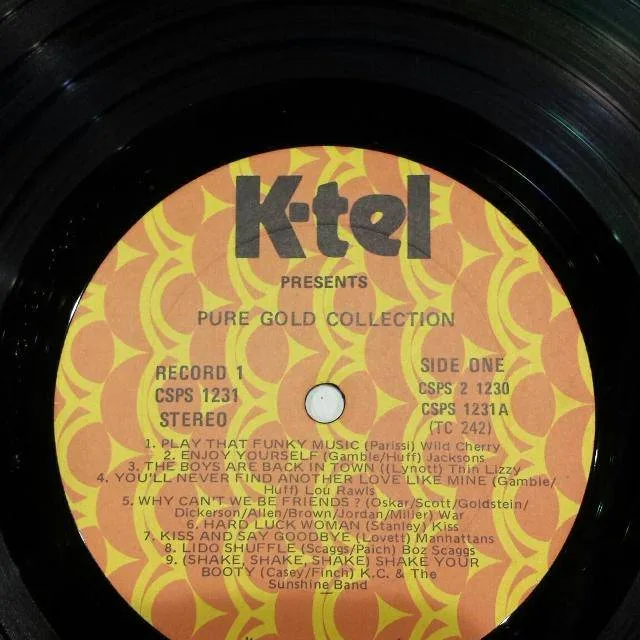 K-tel
PRESENTS
PURE GOLD COLLECTION
RECORD 1
CSPS 1231
STEREO
SIDE ONE
CSPS 2 1230
CSPS 1231A
(TC 242)
1. PLAY THAT FUNKY MUSIC (Parissi) Wild Cherry
2. ENJOY YOURSELF (Gamble/Huff) Jacksons
3. THE BOYS ARE BACK IN TOWN ((Lynott) Thin Lizzy
4. YOU'LL NEVER FIND ANOTHER LOVE LIKE MINE (Gamble/
Huff) Lou Rawls
5. WHY CAN'T WE BE FRIENDS ? (Oskar/Scott/Goldstein/
Dickerson/Allen/Brown/Jordan/Miller) War
6. HARD LUCK WOMAN (Stanley) Kiss
7. KISS AND SAY GOODBYE (Lovett) Manhattans
8. LIDO SHUFFLE (Scaggs/Paich) Boz Scaggs
9. (SHAKE, SHAKE, SHAKE) SHAKE YOUR
BOOTY (Casey/Finch) K.C. & The
Sunshine Band